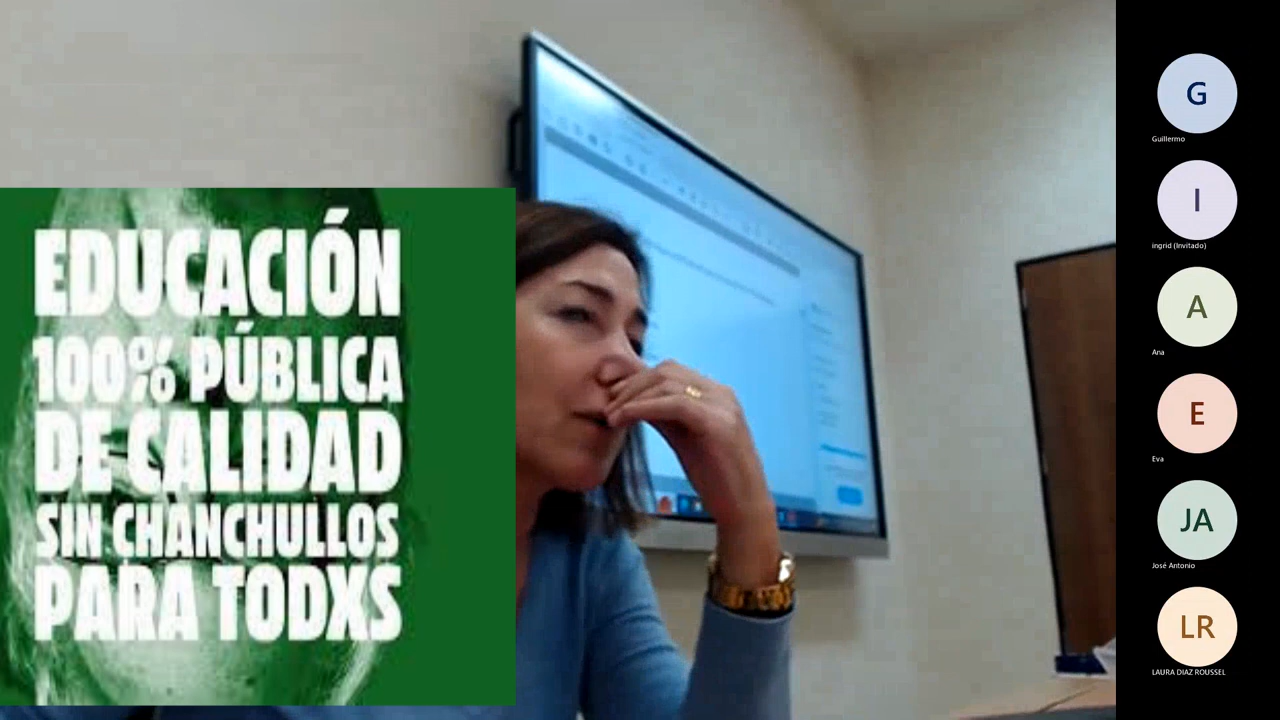 EDUCACIÓN
100% PÚBLICA
DE CALIDAD
SIN CHANCHULLOS
PARA TODXS
G
Guillermo
I
ingrid (Invitado)
A
Ana
E
Eva
JA
José Antonio
LR
LAURA DIAZ ROUSSEL